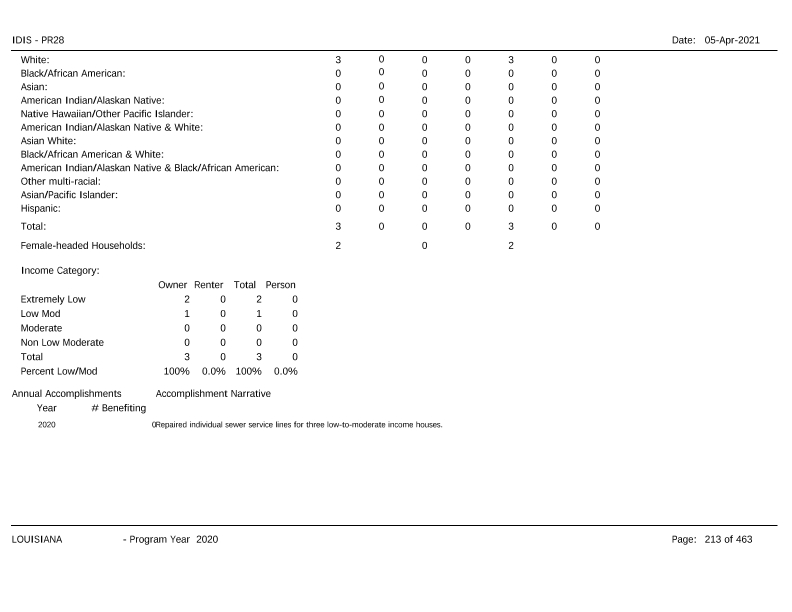 IDIS - PR28 Date: 05-Apr-2021
White: 3 0 0 0 3 0 0
Black/African American: 0 0 0 0 0 0 0
Asian: 0 0 0 0 0 0 0
American Indian/Alaskan Native: 0 0 0 0 0 0 0
Native Hawaiian/Other Pacific Islander: 0 0 0 0 0 0 0
American Indian/Alaskan Native & White: 0 0 0 0 0 0 0
Asian White: 0 0 0 0 0 0 0
Black/African American & White: 0 0 0 0 0 0 0
American Indian/Alaskan Native & Black/African American: 0 0 0 0 0 0 0
Other multi-racial: 0 0 0 0 0 0 0
Asian/Pacific Islander: 0 0 0 0 0 0 0
Hispanic: 0 0 0 0 0 0 0
Total: 3 0 0 0 3 0 0
Female-headed Households: 2 0 2
Income Category:
Owner Renter Total Person
Extremely Low 2 0 2 0
Low Mod 1 0 1 0
Moderate 0 0 0 0
Non Low Moderate 0 0 0 0
Total 3 0 3 0
Percent Low/Mod 100% 0.0% 100% 0.0%
Annual Accomplishments Accomplishment Narrative
Year # Benefiting
2020 0Repaired individual sewer service lines for three low-to-moderate income houses.
LOUISIANA - Program Year 2020 Page: 213 of 463